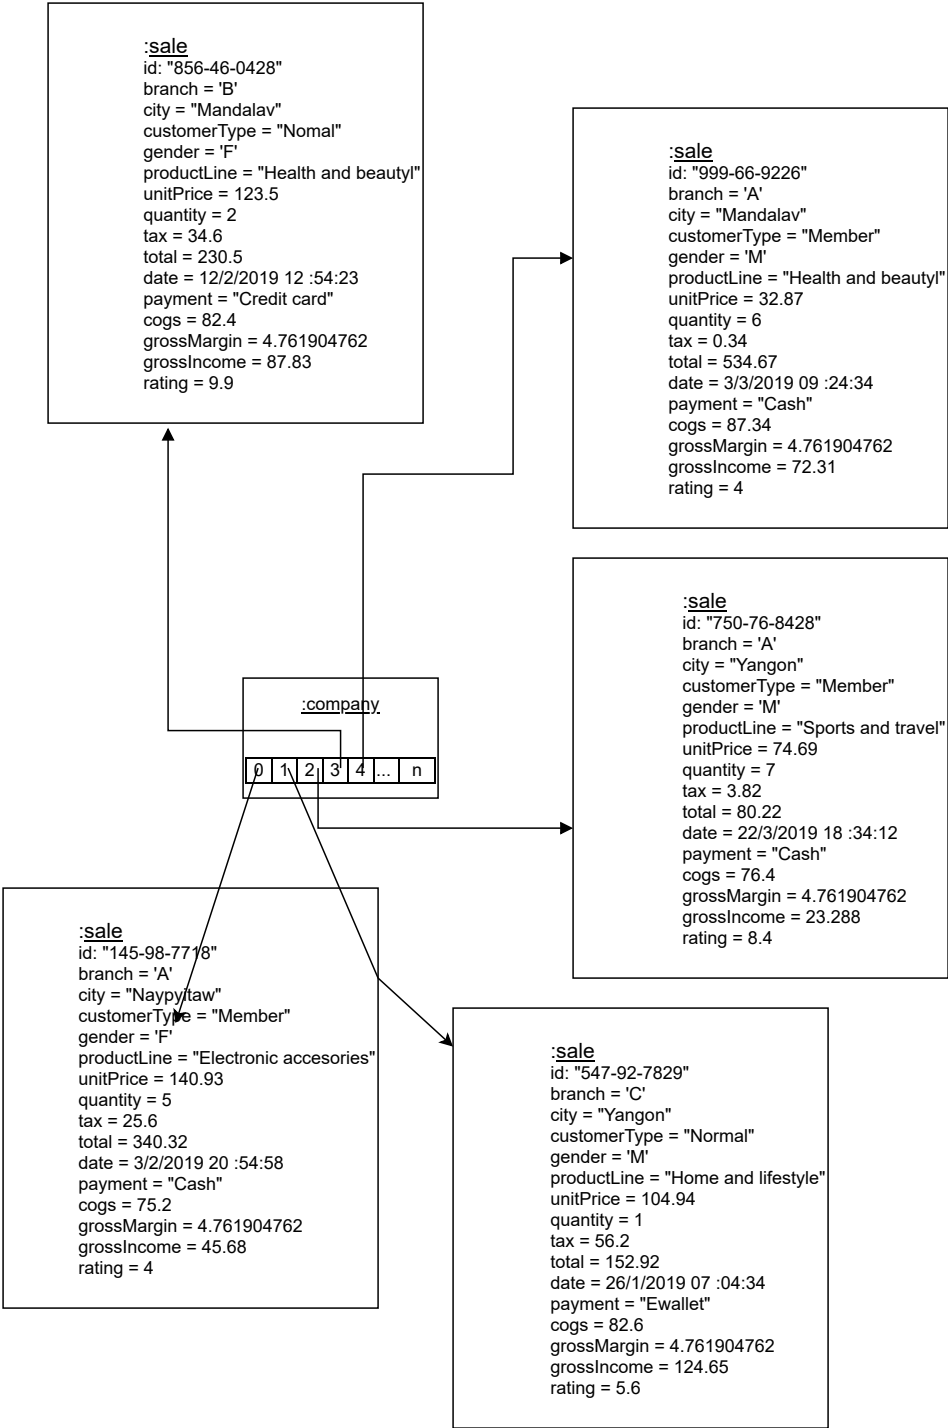 :sale
id: "856-46-0428"
branch = 'B'
city = "Mandalav"
customerType = "Nomal"
gender = 'F'
productLine = "Health and beautyl"
unitPrice = 123.5
quantity = 2
tax = 34.6
total = 230.5
date = 12/2/2019 12 :54:23
payment = "Credit card"
cogs = 82.4
grossMargin = 4.761904762
grossIncome = 87.83
rating = 9.9
:sale
id: "999-66-9226"
branch = 'A'
city = "Mandalav"
customerType = "Member"
gender = 'M'
productLine = "Health and beautyl"
unitPrice = 32.87
quantity = 6
tax = 0.34
total = 534.67
date = 3/3/2019 09 :24:34
payment = "Cash"
cogs = 87.34
grossMargin = 4.761904762
grossIncome = 72.31
rating = 4
:sale
id: "750-76-8428"
branch = 'A'
city = "Yangon"
customerType = "Member"
gender = 'M'
productLine = "Sports and travel"
unitPrice = 74.69
quantity = 7
tax = 3.82
total = 80.22
date = 22/3/2019 18 :34:12
payment = "Cash"
cogs = 76.4
grossMargin = 4.761904762
grossIncome = 23.288
rating = 8.4
:company
0 1 2 3 4 ... n
:sale
id: "145-98-7718"
branch = 'A'
city = "Naypyitaw"
customerType = "Member"
gender = 'F'
productLine = "Electronic accesories"
unitPrice = 140.93
quantity = 5
tax = 25.6
total = 340.32
date = 3/2/2019 20 :54:58
payment = "Cash"
cogs = 75.2
grossMargin = 4.761904762
grossIncome = 45.68
rating = 4
:sale
id: "547-92-7829"
branch = 'C'
city = "Yangon"
customerType = "Normal"
gender = 'M'
productLine = "Home and lifestyle"
unitPrice = 104.94
quantity = 1
tax = 56.2
total = 152.92
date = 26/1/2019 07 :04:34
payment = "Ewallet"
cogs = 82.6
grossMargin = 4.761904762
grossIncome = 124.65
rating = 5.6